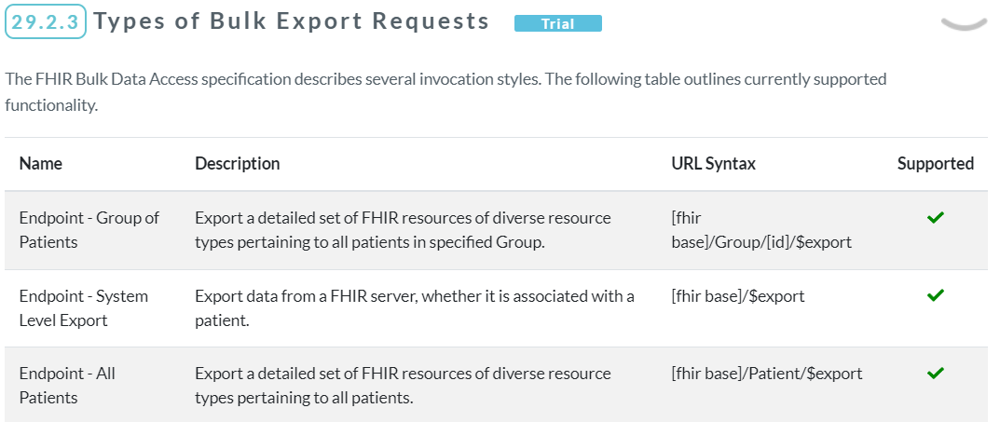 29.2.3 Types of Bulk Export Requests Trial
The FHIR Bulk Data Access specification describes several invocation styles. The following table outlines currently supported
functionality.
Name Description URL Syntax Supported
Endpoint - Group of Export a detailed set of FHIR resources of diverse resource [fhir
Patients types pertaining to all patients in specified Group. base]/Group/[id]/$export
Endpoint - System Export data from a FHIR server, whether it is associated with a [fhir base]/$export
Level Export patient.
Endpoint - All Export a detailed set of FHIR resources of diverse resource [fhir base]/Patient/$export
Patients types pertaining to all patients.